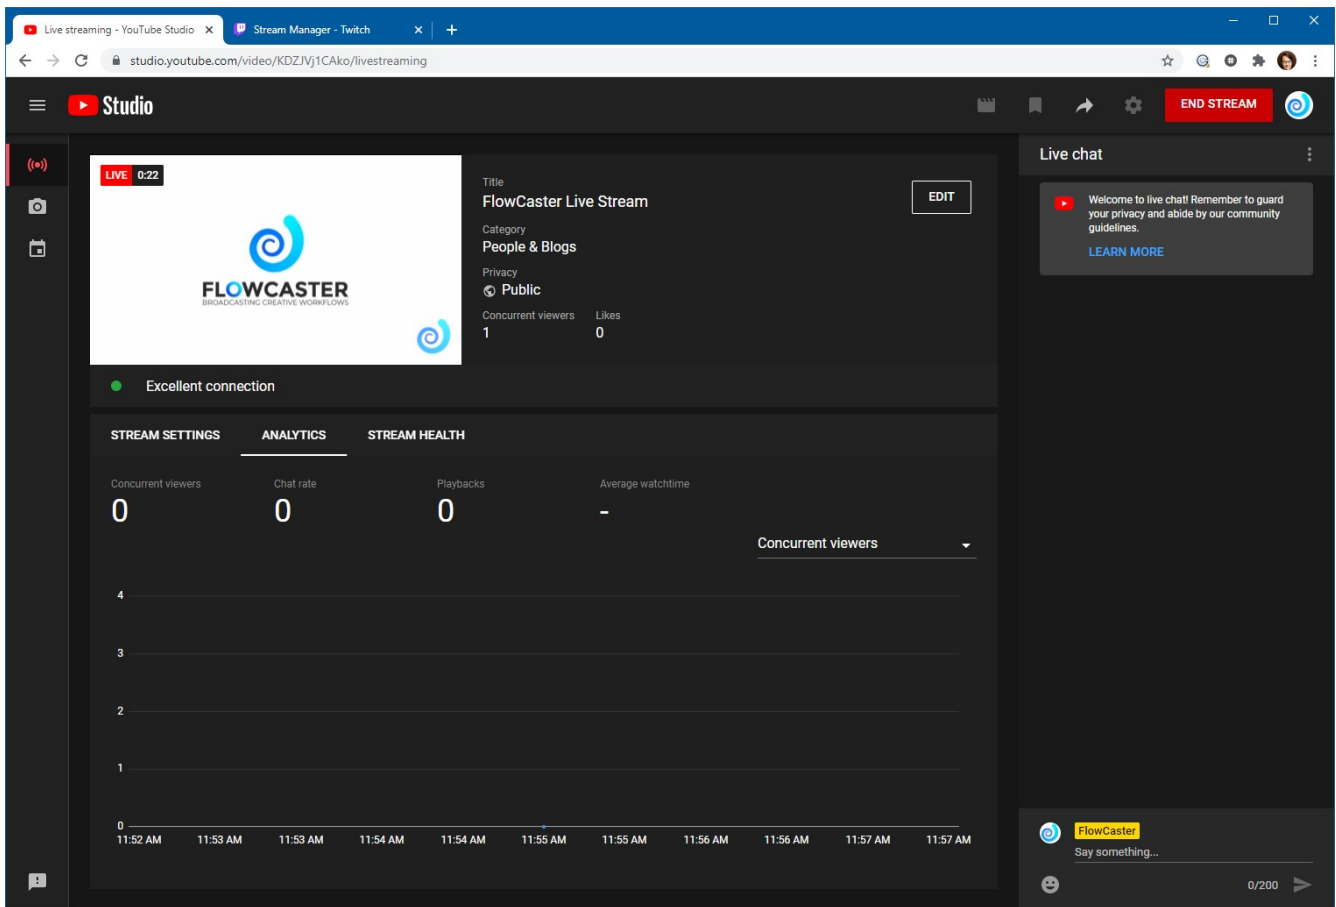 Live streaming - YouTube Studio
Stream Manager - Twitch
studio.youtube.com/video/KDZJVj1CAko/livestreaming
Studio
END STREAM
LIVE 0:22
FLOWCASTER
BROADCASTING CREATIVE WORKFLOWS
Title
FlowCaster Live Stream
EDIT
Category
People & Blogs
Privacy
Public
Concurrent viewers Likes
1 0
Excellent connection
STREAM SETTINGS ANALYTICS STREAM HEALTH
Concurrent viewers Chat rate Playbacks Average watchtime
0 0 0 -
Concurrent viewers
4
3
2
1
0
11:52 AM 11:53 AM 11:53 AM 11:54 AM 11:54 AM 11:55 AM 11:55 AM 11:56 AM 11:56 AM 11:57 AM 11:57 AM
Live chat
Welcome to live chat! Remember to guard
your privacy and abide by our community
guidelines.
LEARN MORE
FlowCaster
Say something...
0/200